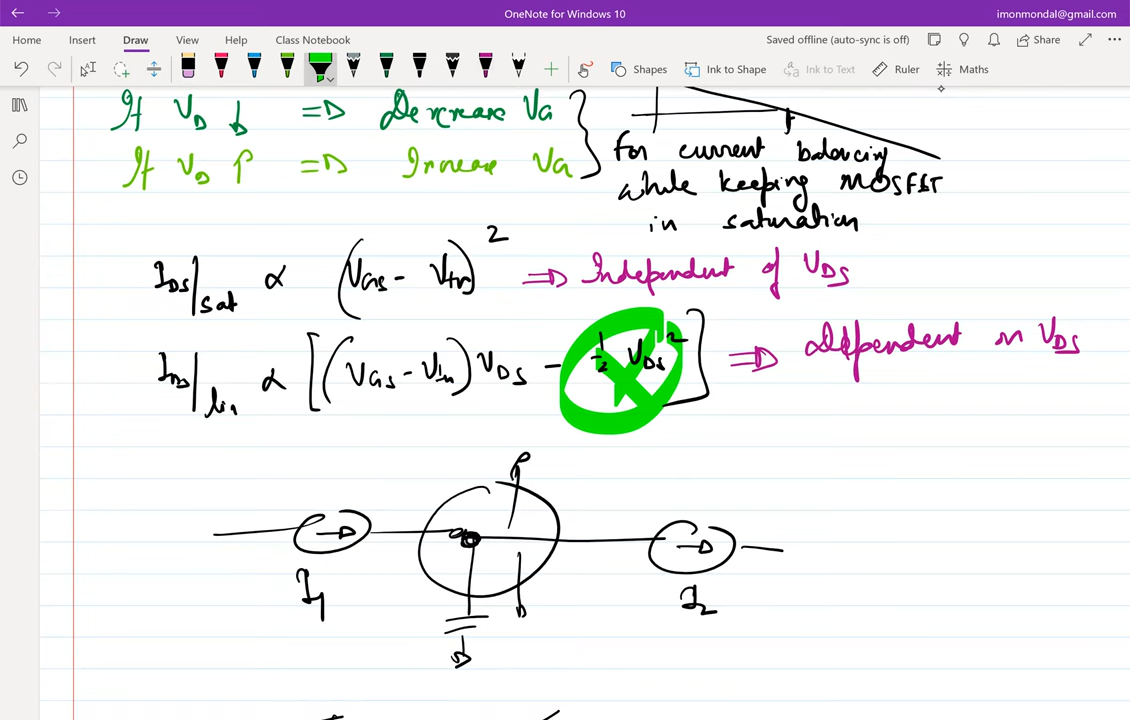 OneNote for Windows 10
imonmondal@gmail.com
Home Insert Draw View Help Class Notebook
Saved offline (auto-sync is off) Share
Shapes Ink to Shape Ink to Text Ruler Maths
If VD ↓ ⇒ Decrease VG
If VD ↑ ⇒ Increase VG
for current balancing
while keeping MOSFET
in saturation
IDS|sat ∝ (VGS - VTn)² ⇒ Independent of VDS
IDS|lin ∝ [(VGS - VTn) VDS - 1/2 VDS²] ⇒ Dependent on VDS
I1
I2